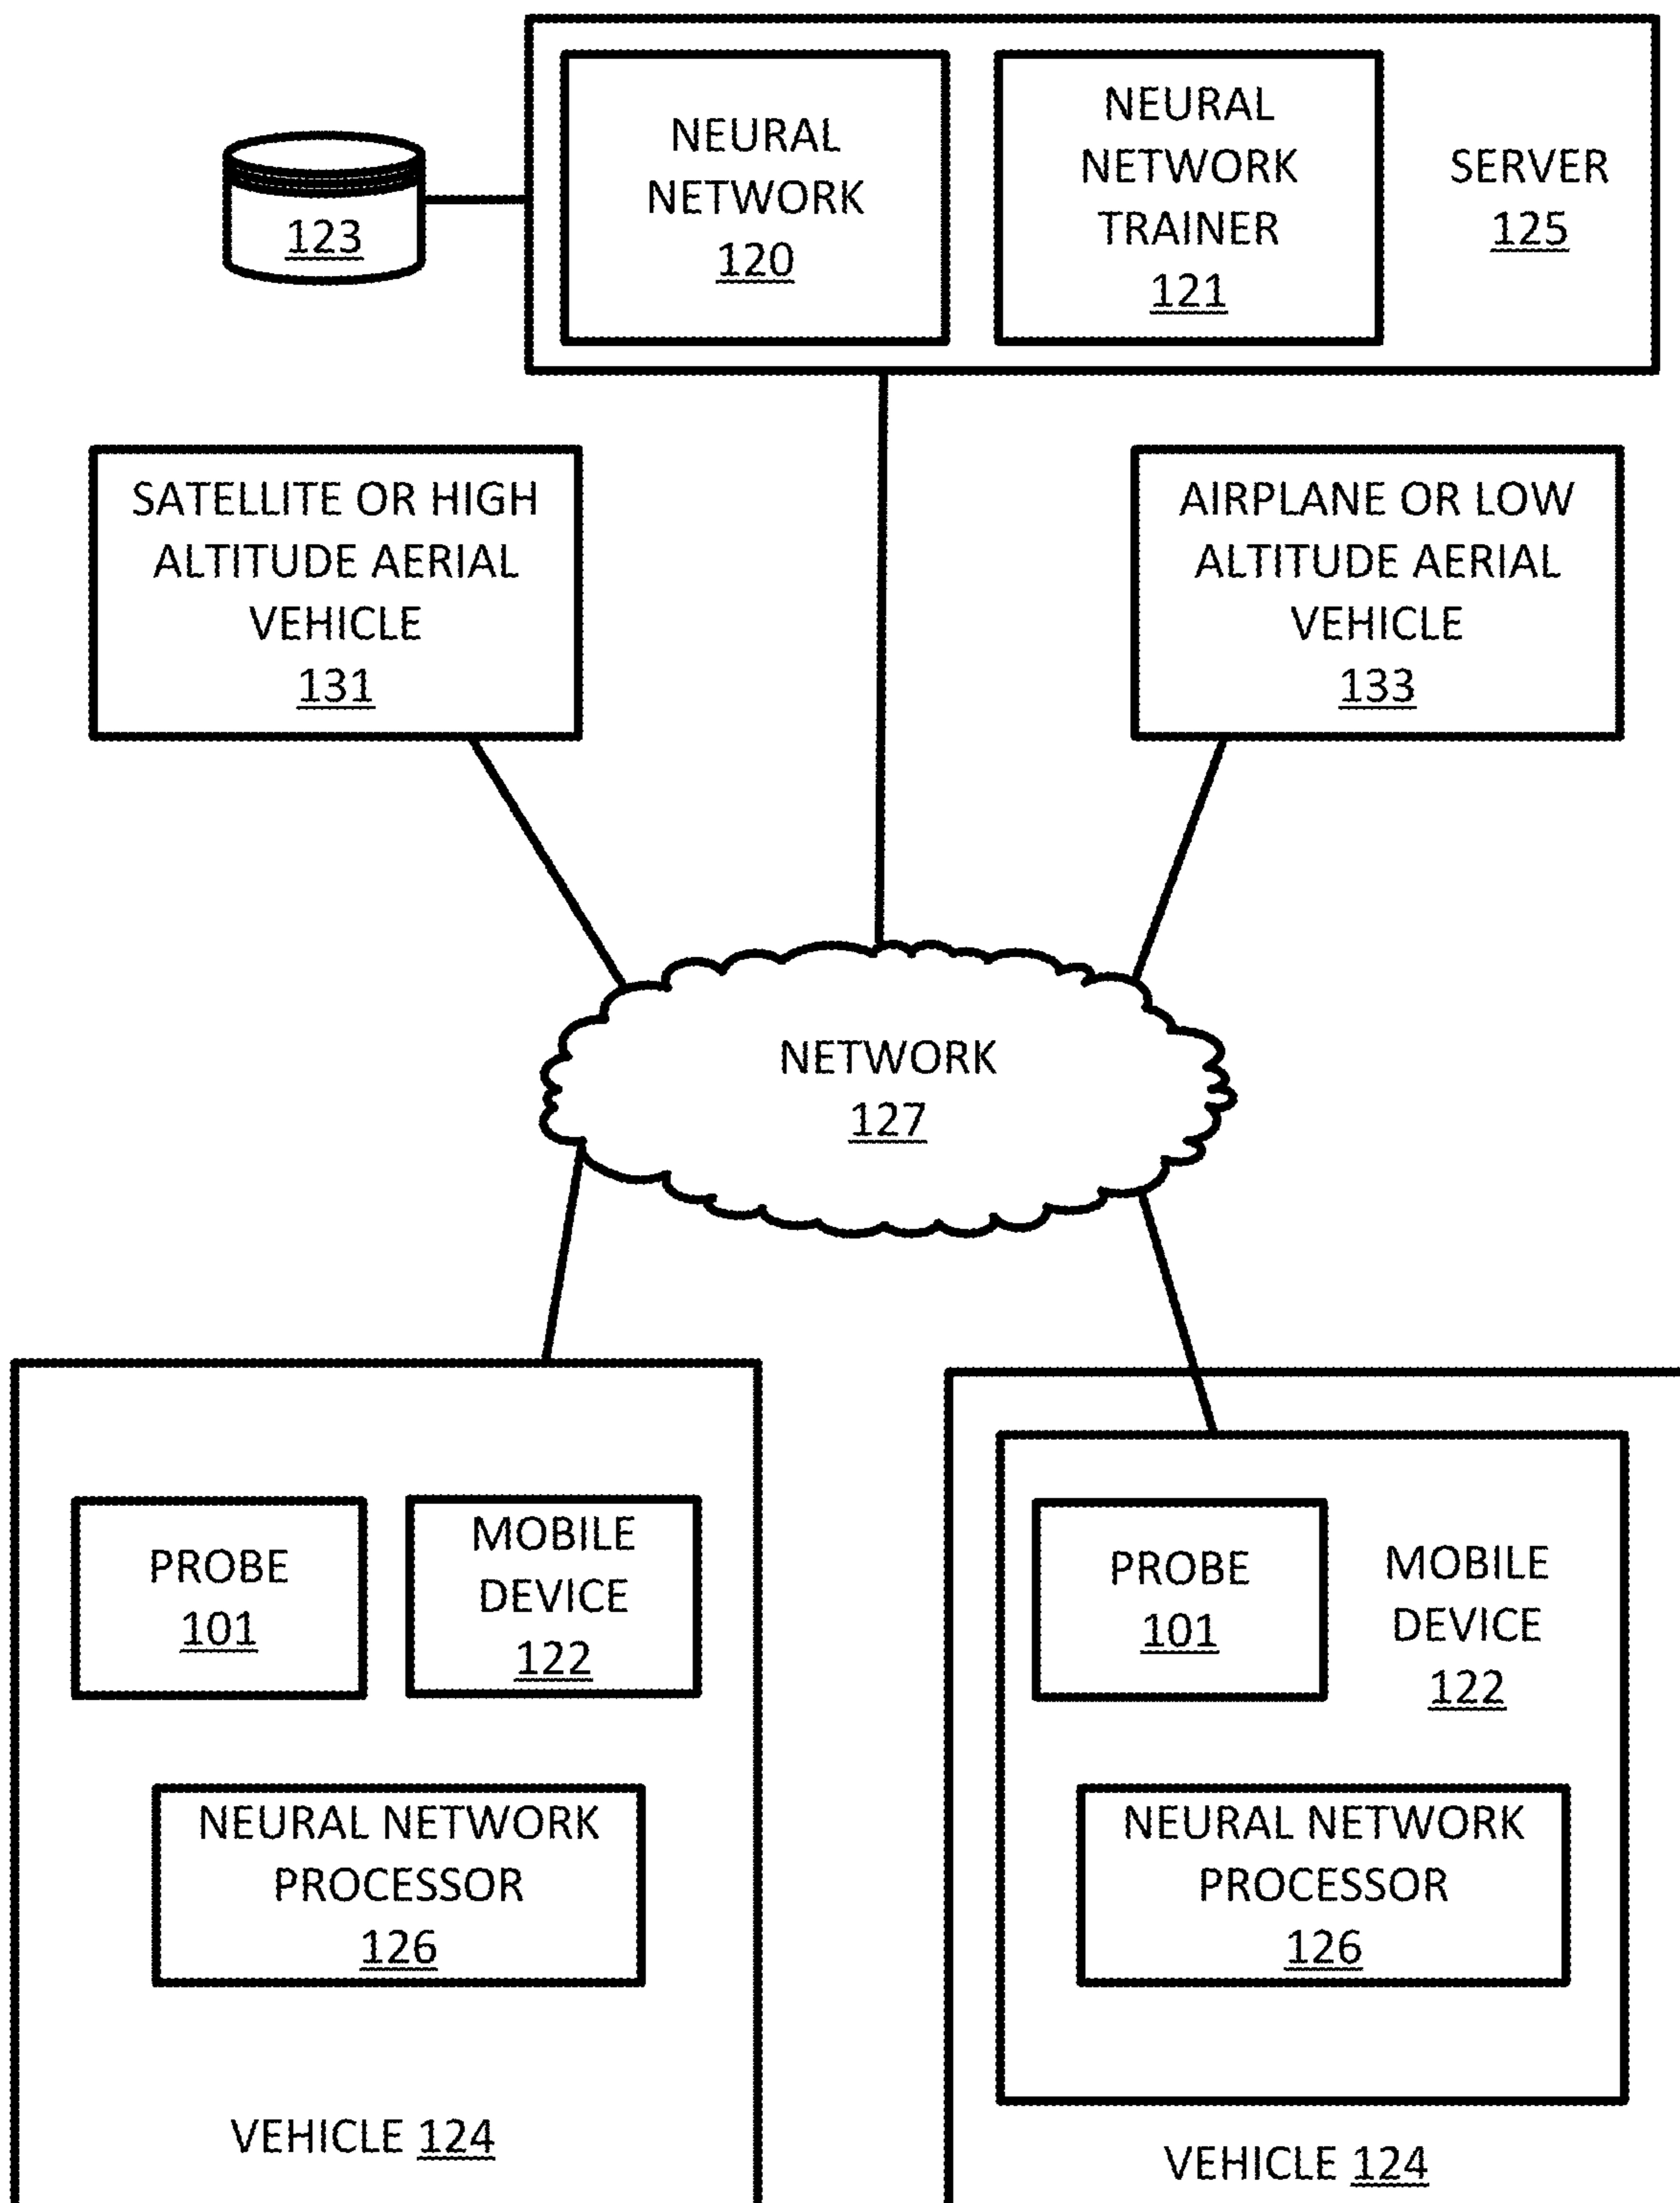 NEURAL
NETWORK
120
NEURAL
NETWORK
TRAINER
121
SERVER
125
123
SATELLITE OR HIGH
ALTITUDE AERIAL
VEHICLE
131
AIRPLANE OR LOW
ALTITUDE AERIAL
VEHICLE
133
NETWORK
127
PROBE
101
MOBILE
DEVICE
122
NEURAL NETWORK
PROCESSOR
126
VEHICLE 124
PROBE
101
MOBILE
DEVICE
122
NEURAL NETWORK
PROCESSOR
126
VEHICLE 124